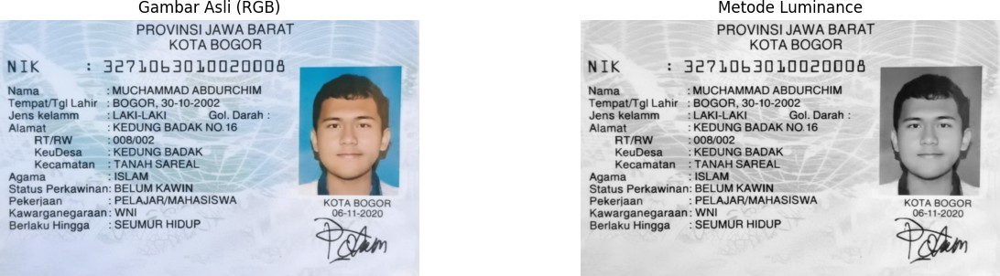 Gambar Asli (RGB)
PROVINSI JAWA BARAT
KOTA BOGOR
NIK : 3271063010020008
Nama : MUCHAMMAD ABDURCHIM
Tempat/Tgl Lahir : BOGOR, 30-10-2002
Jens kelamm : LAKI-LAKI Gol. Darah :
Alamat : KEDUNG BADAK NO.16
RT/RW : 008/002
KeuDesa : KEDUNG BADAK
Kecamatan : TANAH SAREAL
Agama : ISLAM
Status Perkawinan: BELUM KAWIN
Pekerjaan : PELAJAR/MAHASISWA
Kawarganegaraan: WNI
Berlaku Hingga : SEUMUR HIDUP
KOTA BOGOR
06-11-2020
Metode Luminance
PROVINSI JAWA BARAT
KOTA BOGOR
NIK : 3271063010020008
Nama : MUCHAMMAD ABDURCHIM
Tempat/Tgl Lahir : BOGOR, 30-10-2002
Jens kelamm : LAKI-LAKI Gol. Darah :
Alamat : KEDUNG BADAK NO.16
RT/RW : 008/002
KeuDesa : KEDUNG BADAK
Kecamatan : TANAH SAREAL
Agama : ISLAM
Status Perkawinan: BELUM KAWIN
Pekerjaan : PELAJAR/MAHASISWA
Kawarganegaraan: WNI
Berlaku Hingga : SEUMUR HIDUP
KOTA BOGOR
06-11-2020